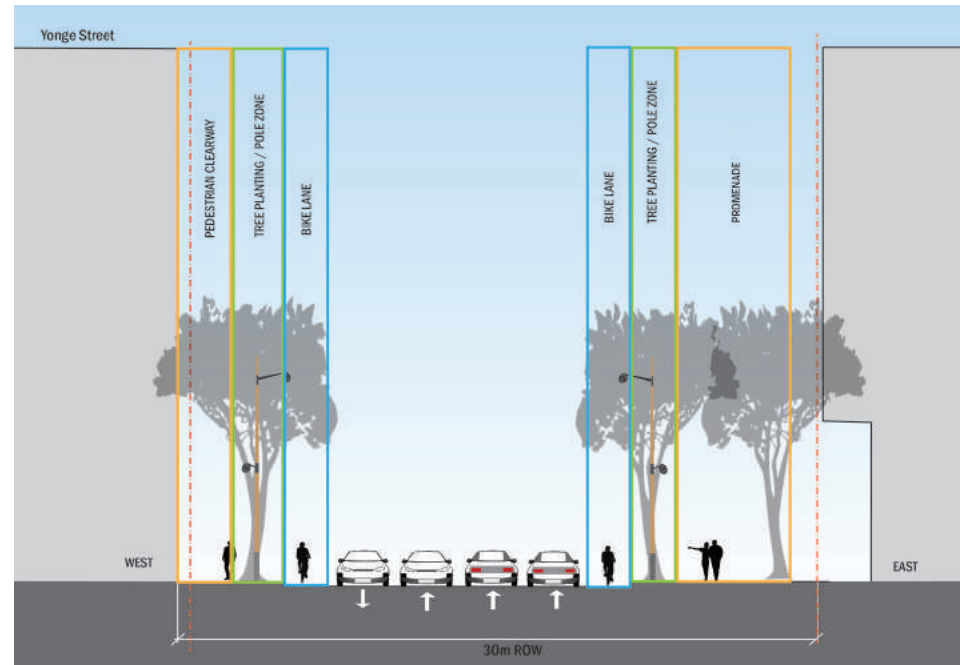 Yonge Street
PEDESTRIAN CLEARWAY
TREE PLANTING / POLE ZONE
BIKE LANE
BIKE LANE
TREE PLANTING / POLE ZONE
PROMENADE
WEST
EAST
30m ROW